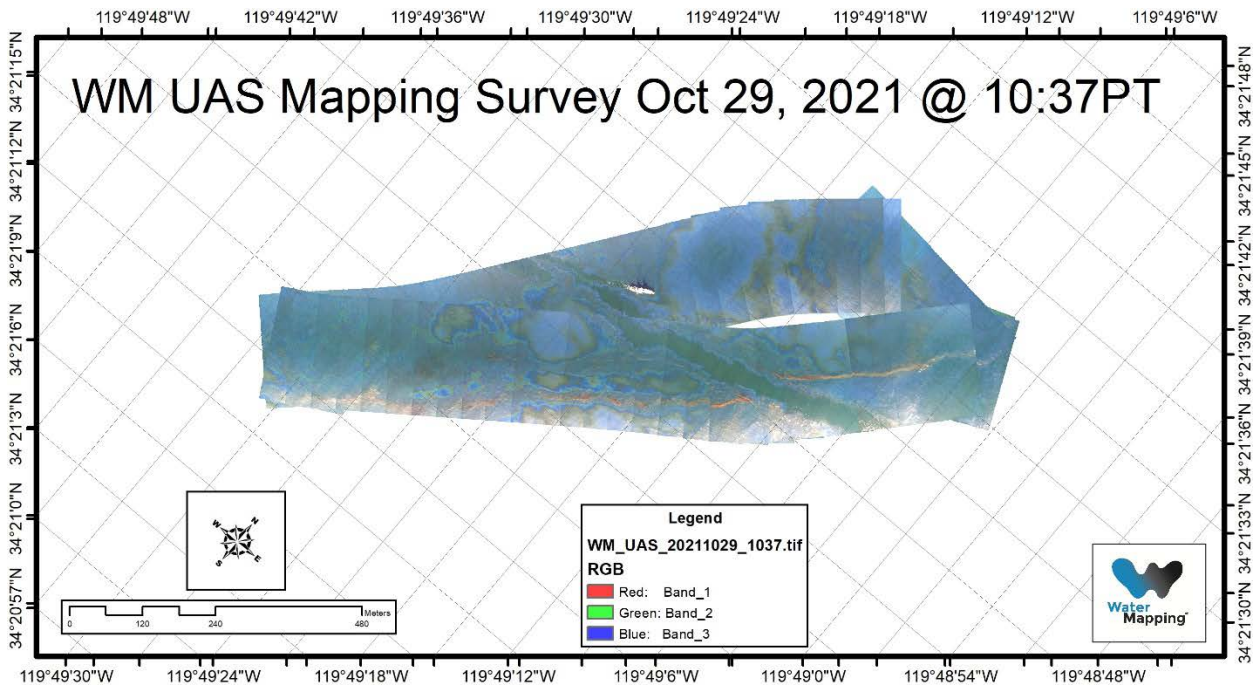 119°49'48"W 119°49'42"W 119°49'36"W 119°49'30"W 119°49'24"W 119°49'18"W 119°49'12"W 119°49'6"W
WM UAS Mapping Survey Oct 29, 2021 @ 10:37PT
34°21'15"N
34°21'12"N
34°21'9"N
34°21'6"N
34°21'3"N
34°21'0"N
34°20'57"N
34°21'48"N
34°21'45"N
34°21'42"N
34°21'39"N
34°21'36"N
34°21'33"N
34°21'30"N
W N
S E
0 120 240 480
Meters
Legend
WM_UAS_20211029_1037.tif
RGB
Red: Band_1
Green: Band_2
Blue: Band_3
Water
Mapping
119°49'30"W 119°49'24"W 119°49'18"W 119°49'12"W 119°49'6"W 119°49'0"W 119°48'54"W 119°48'48"W